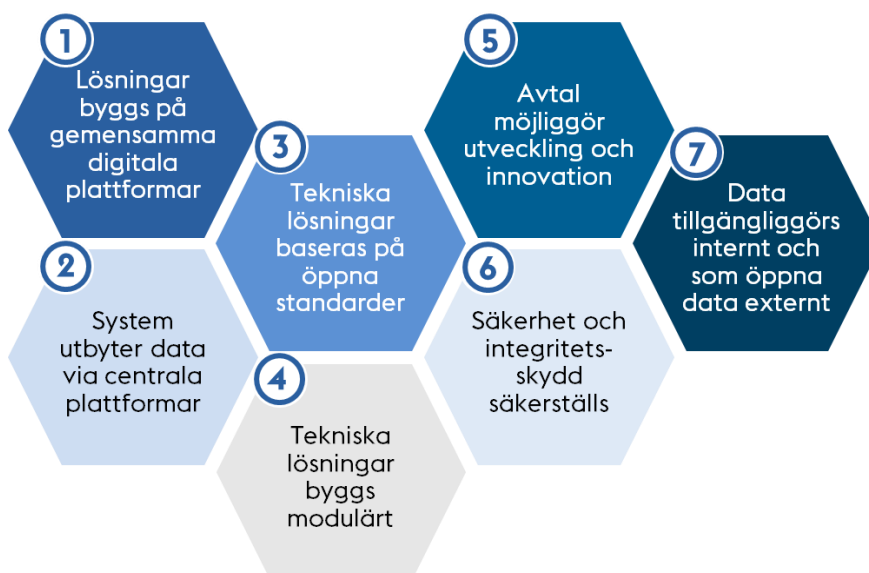 1
Lösningar
byggs på
gemensamma
digitala
plattformar
2
System
utbyter data
via centrala
plattformar
3
Tekniska
lösningar
baseras på
öppna
standarder
4
Tekniska
lösningar
byggs
modulärt
5
Avtal
möjliggör
utveckling och
innovation
6
Säkerhet och
integritets-
skydd
säkerställs
7
Data
tillgängliggörs
internt och
som öppna
data externt